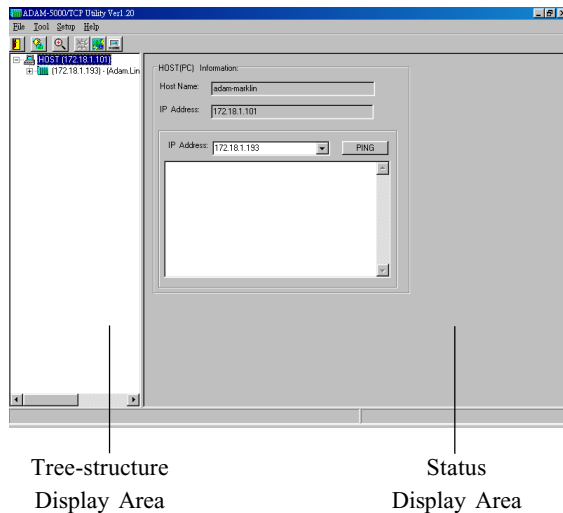 ADAM-5000/TCP Utility Ver1.20
File Tool Setup Help
HOST (172.18.1.101)
(172.18.1.193) - (Adam.Lin
HOST(PC) Information:
Host Name: adam-marklin
IP Address: 172.18.1.101
IP Address: 172.18.1.193 PING
Tree-structure
Display Area
Status
Display Area